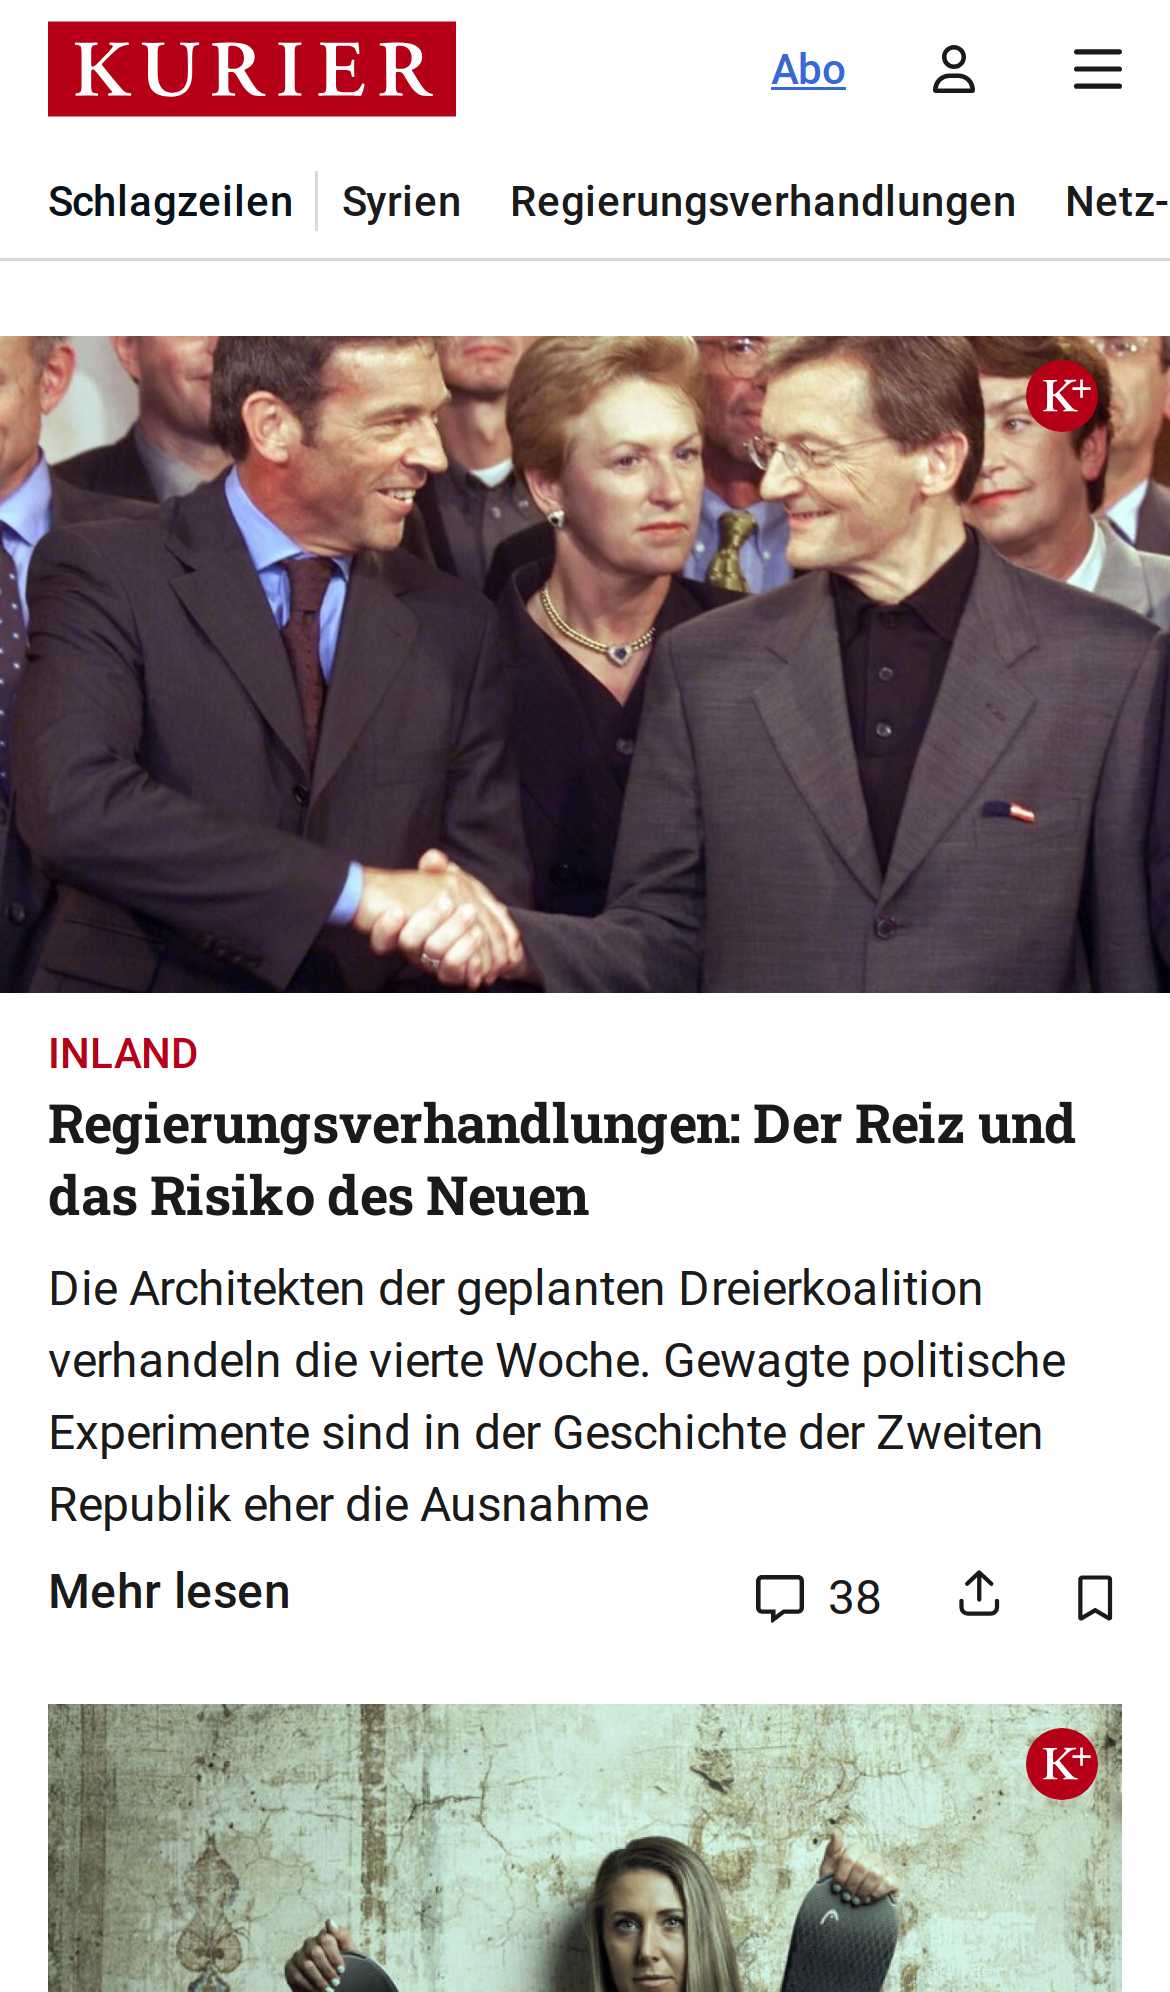 KURIER
Abo
Schlagzeilen
Syrien
Regierungsverhandlungen
Netz-
K+
INLAND
Regierungsverhandlungen: Der Reiz und
das Risiko des Neuen
Die Architekten der geplanten Dreierkoalition
verhandeln die vierte Woche. Gewagte politische
Experimente sind in der Geschichte der Zweiten
Republik eher die Ausnahme
Mehr lesen
38
K+